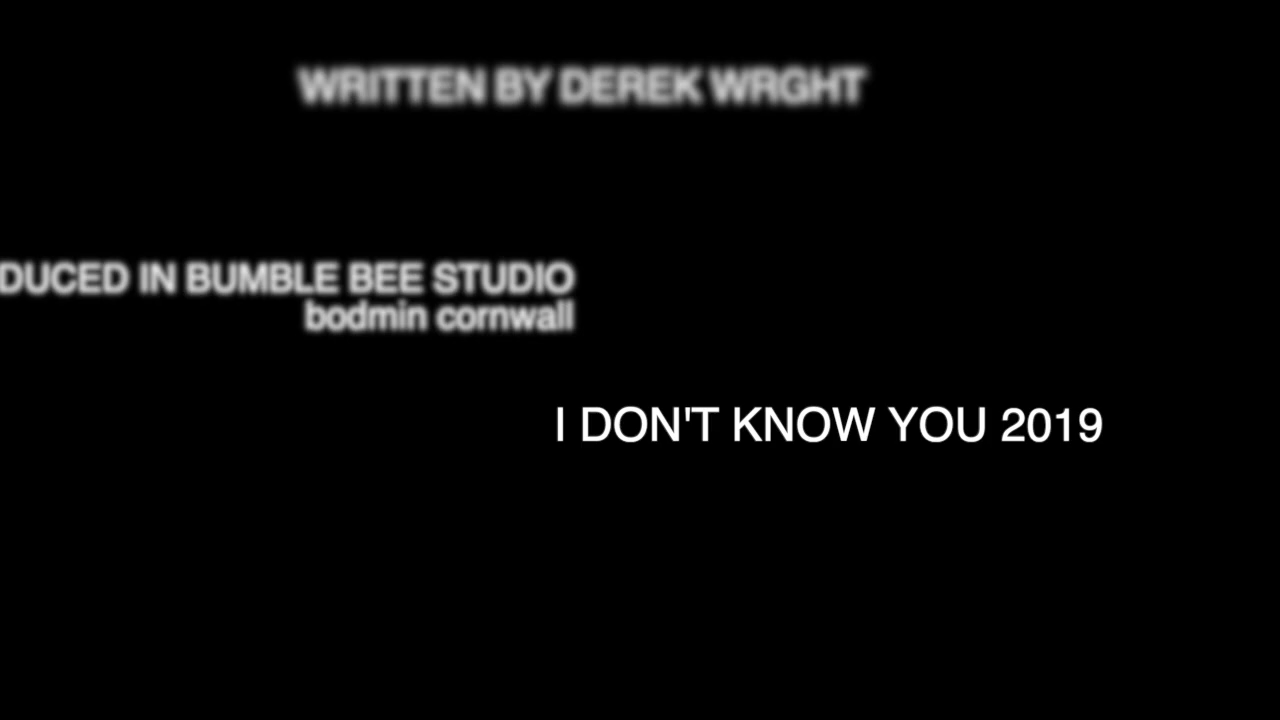 WRITTEN BY DEREK WRGHT
DUCED IN BUMBLE BEE STUDIO
bodmin cornwall
I DON'T KNOW YOU 2019